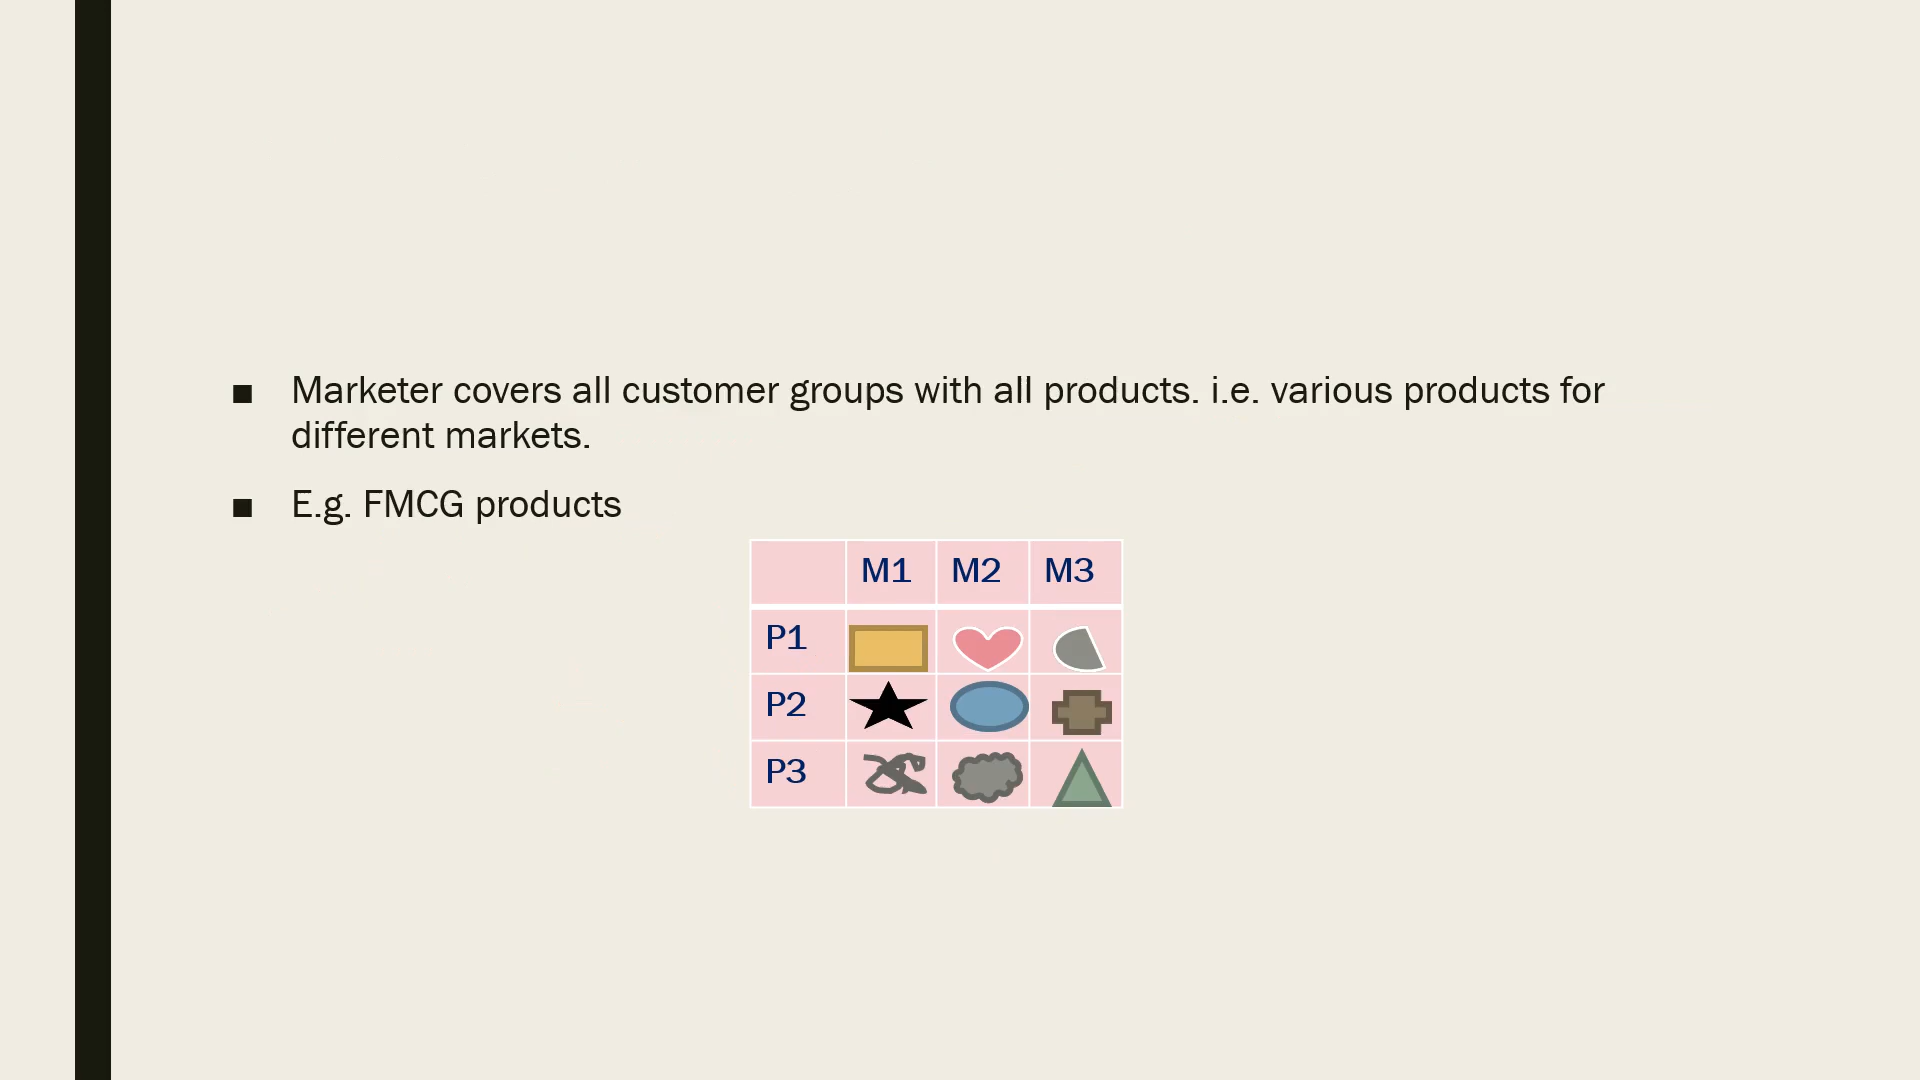 ■ Marketer covers all customer groups with all products. i.e. various products for
different markets.
■ E.g. FMCG products
M1 M2 M3
P1
P2
P3